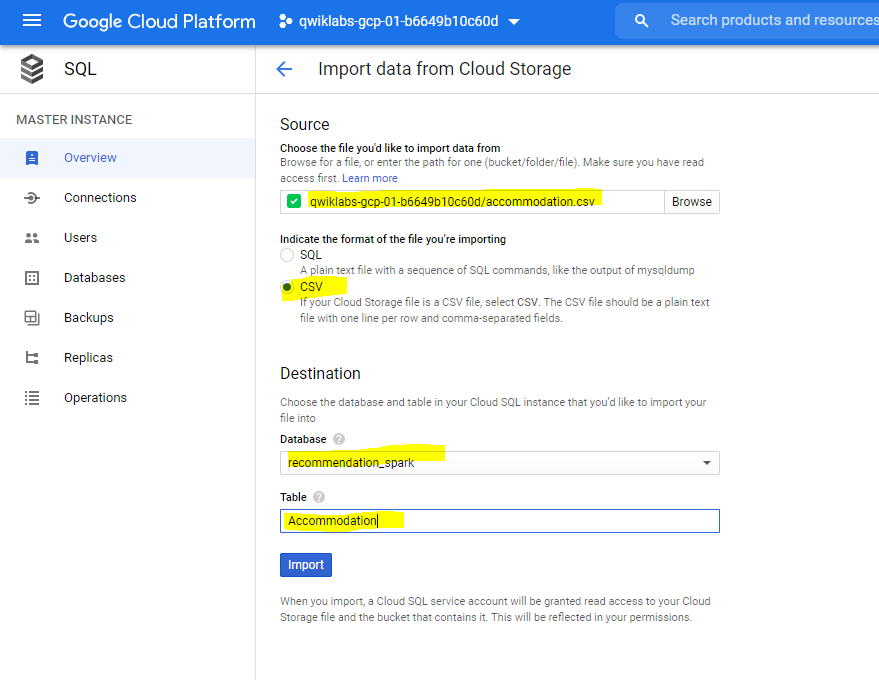 Google Cloud Platform
qwiklabs-gcp-01-b6649b10c60d
Search products and resources
SQL
Import data from Cloud Storage
MASTER INSTANCE
Overview
Connections
Users
Databases
Backups
Replicas
Operations
Source
Choose the file you'd like to import data from
Browse for a file, or enter the path for one (bucket/folder/file). Make sure you have read
access first. Learn more
qwiklabs-gcp-01-b6649b10c60d/accommodation.csv
Browse
Indicate the format of the file you're importing
SQL
A plain text file with a sequence of SQL commands, like the output of mysqldump
CSV
If your Cloud Storage file is a CSV file, select CSV. The CSV file should be a plain text
file with one line per row and comma-separated fields.
Destination
Choose the database and table in your Cloud SQL instance that you'd like to import your
file into
Database ?
recommendation_spark
Table ?
Accommodation
Import
When you import, a Cloud SQL service account will be granted read access to your Cloud
Storage file and the bucket that contains it. This will be reflected in your permissions.